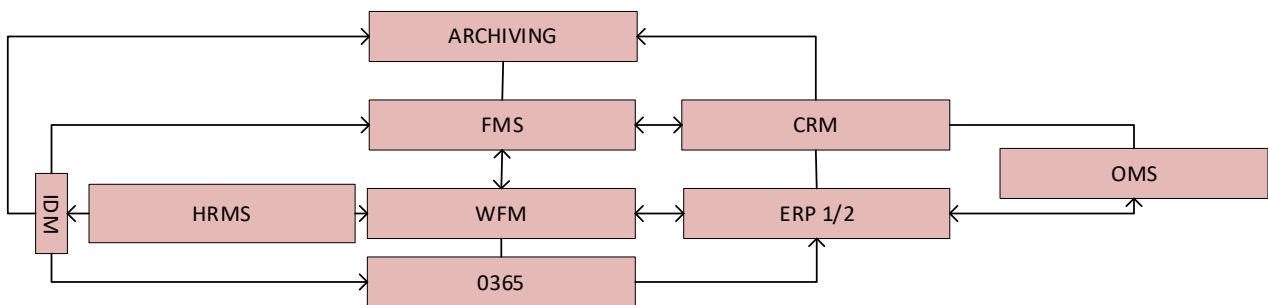 ARCHIVING
FMS
CRM
OMS
IDM
HRMS
WFM
ERP 1/2
0365